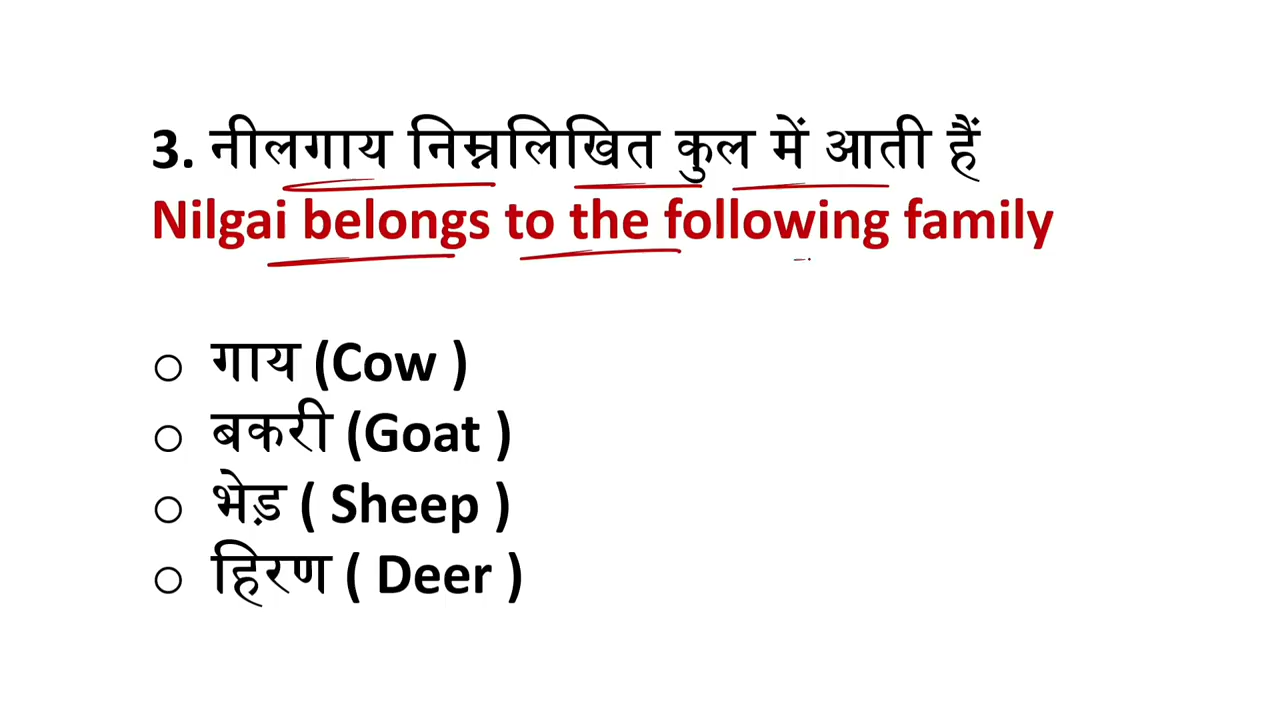 3. नीलगाय निम्नलिखित कुल में आती हैं
Nilgai belongs to the following family
गाय (Cow )
बकरी (Goat )
भेड़ ( Sheep )
हिरण ( Deer )